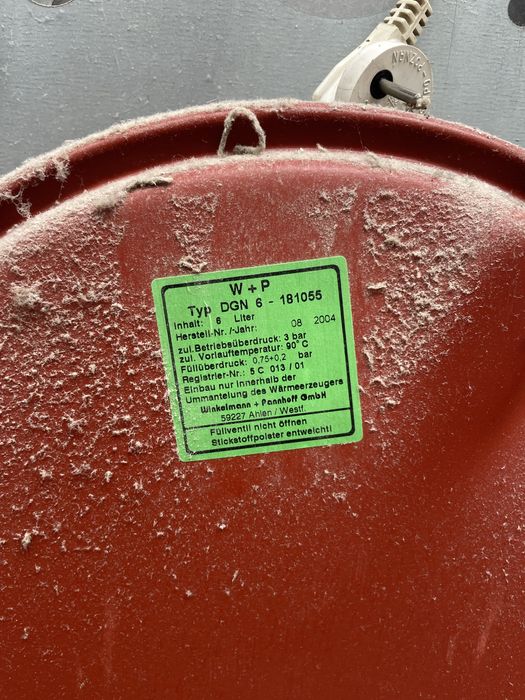 W + P
Typ DGN 6 - 181055
Inhalt: 6 Liter
Herstell-Nr. /-Jahr: 08 2004
zul.Betriebsüberdruck: 3 bar
zul. Vorlauftemperatur: 90°C
Füllüberdruck: 0,75+0,2 bar
Registrier-Nr.: 5 C 013 / 01
Einbau nur innerhalb der
Ummantelung des Wärmeerzeugers
Winkelmann + Pannhoff GmbH
59227 Ahlen / Westf.
Füllventil nicht öffnen
Stickstoffpolster entweicht!